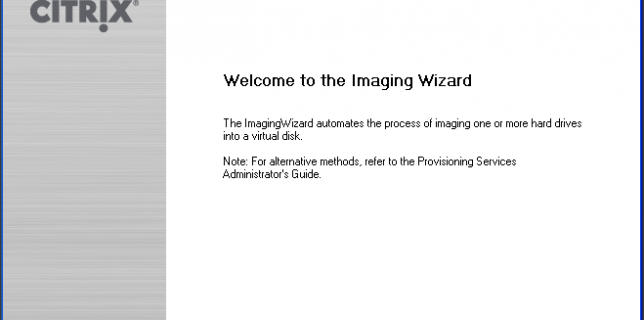 CITRIX®
Welcome to the Imaging Wizard
The ImagingWizard automates the process of imaging one or more hard drives
into a virtual disk.
Note: For alternative methods, refer to the Provisioning Services
Administrator's Guide.